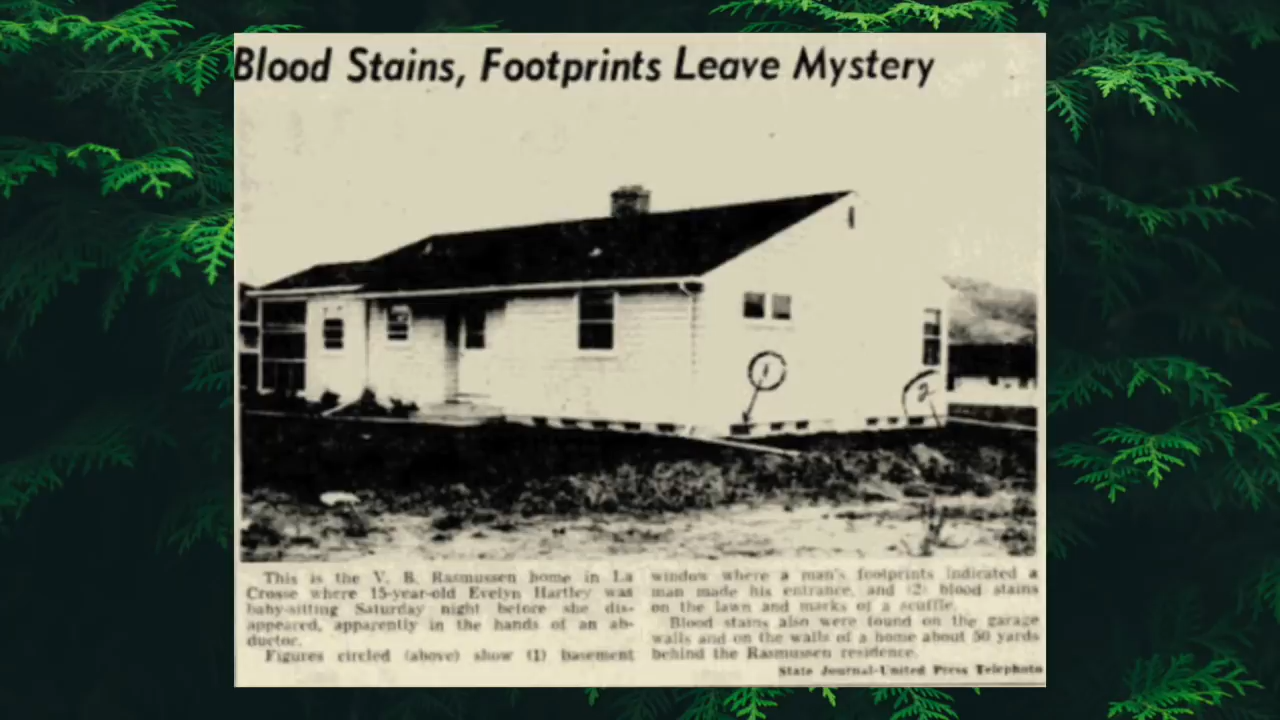 Blood Stains, Footprints Leave Mystery
1
2
This is the V. B. Rasmussen home in La
Crosse where 15-year-old Evelyn Hartley was
baby-sitting Saturday night before she dis-
appeared, apparently in the hands of an ab-
ductor.
Figures circled (above) show (1) basement
window where a man's footprints indicated a
man made his entrance, and (2) blood stains
on the lawn and marks of a scuffle.
Blood stains also were found on the garage
walls and on the walls of a home about 50 yards
behind the Rasmussen residence.
State Journal-United Press Telephoto